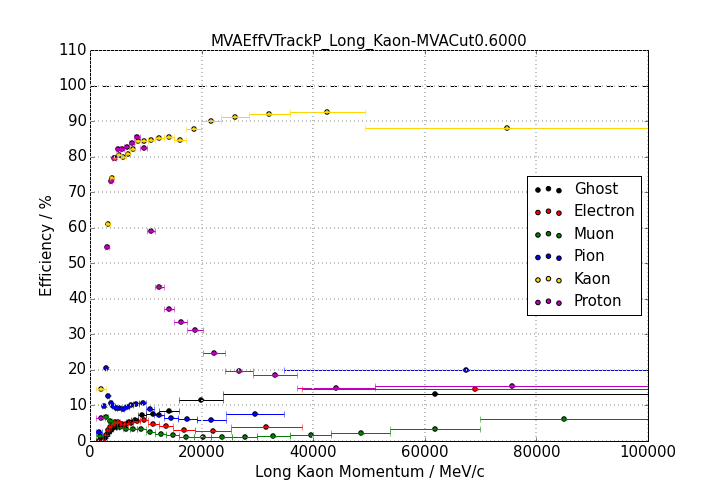 MVAEffVTrackP_Long_Kaon-MVACut0.6000
110
100
90
80
70
60
50
40
30
20
10
0
Efficiency / %
Ghost
Electron
Muon
Pion
Kaon
Proton
0 20000 40000 60000 80000 100000
Long Kaon Momentum / MeV/c